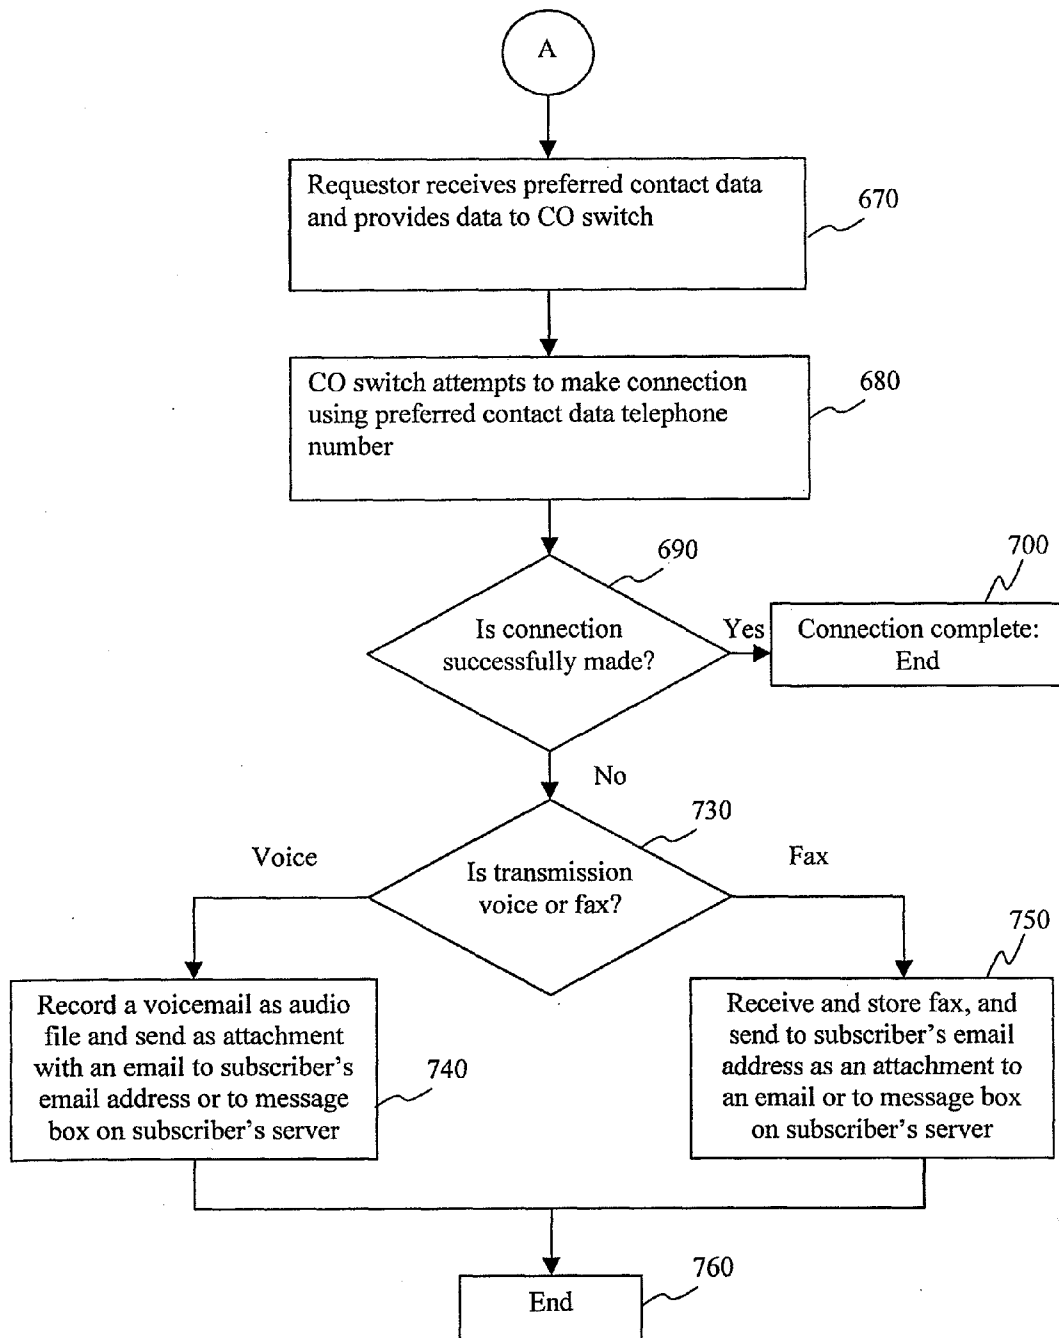 A
Requestor receives preferred contact data
and provides data to CO switch
670
CO switch attempts to make connection
using preferred contact data telephone
number
680
690
Is connection
successfully made?
Yes
700
Connection complete:
End
No
730
Is transmission
voice or fax?
Voice
Fax
Record a voicemail as audio
file and send as attachment
with an email to subscriber's
email address or to message
box on subscriber's server
740
750
Receive and store fax, and
send to subscriber's email
address as an attachment to
an email or to message box
on subscriber's server
End
760